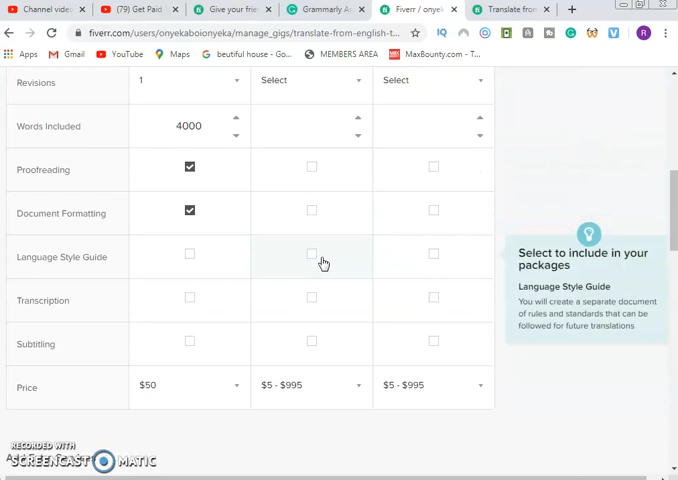 Channel video
(79) Get Paid
Give your frie
Grammarly As
Fiverr / onyek
Translate from
fiverr.com/users/onyekaboionyeka/manage_gigs/translate-from-english-t...
R
Apps
Gmail
YouTube
Maps
beutiful house - Go...
MEMBERS AREA
MaxBounty.com - T...
Revisions
1
Select
Select
Words Included
4000
Proofreading
Document Formatting
Language Style Guide
Transcription
Subtitling
Price
$50
$5 - $995
$5 - $995
Select to include in your
packages
Language Style Guide
You will create a separate document
of rules and standards that can be
followed for future translations
RECORDED WITH
SCREENCAST MATIC